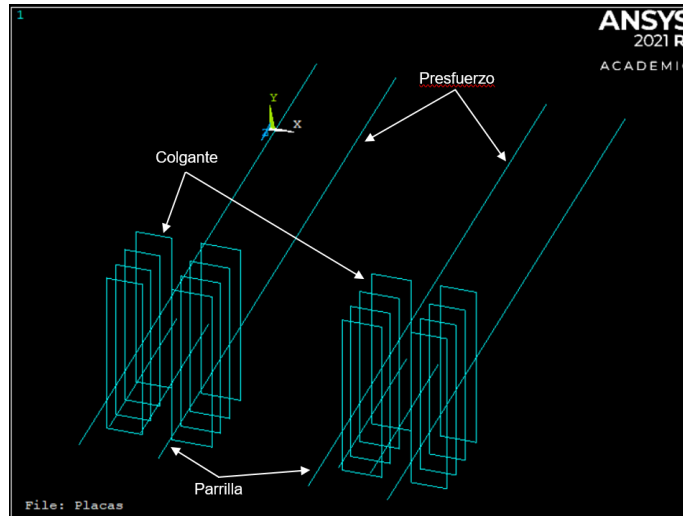 1
ANSYS
2021 R
ACADEMIC
Presfuerzo
Y
Z X
Colgante
Parrilla
File: Placas